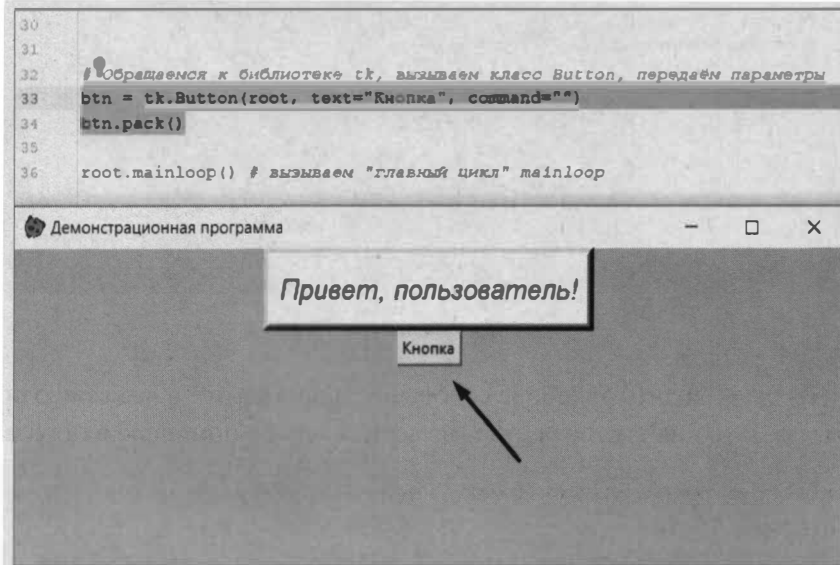 30
31
32 # Обращаемся к библиотеке tk, вызываем класс Button, передаём параметры
33 btn = tk.Button(root, text="Кнопка", command="")
34 btn.pack()
35
36 root.mainloop() # вызываем "главный цикл" mainloop
Демонстрационная программа
Привет, пользователь!
Кнопка